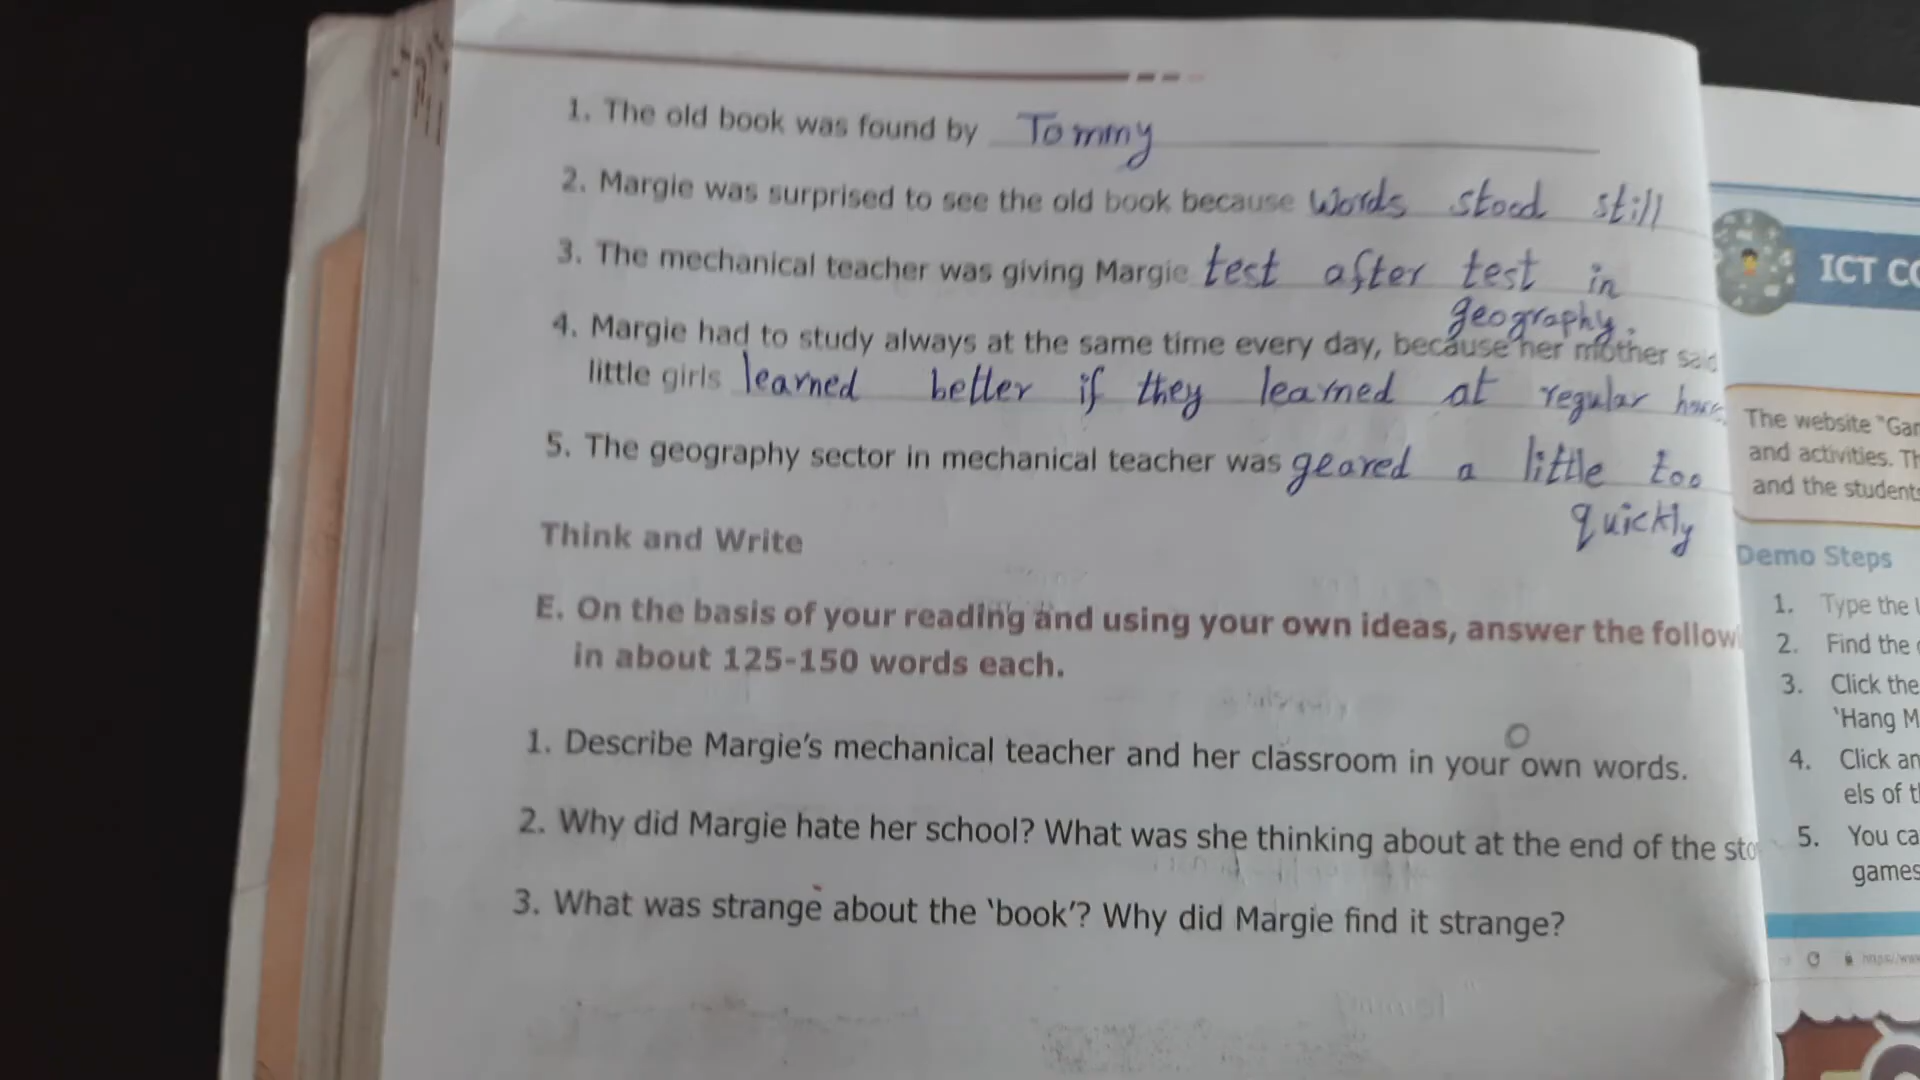 1. The old book was found by Tommy
2. Margie was surprised to see the old book because Words stood still
3. The mechanical teacher was giving Margie test after test in
geography.
4. Margie had to study always at the same time every day, because her mother said
little girls learned better if they learned at regular
5. The geography sector in mechanical teacher was geared a little too
quickly
Think and Write
E. On the basis of your reading and using your own ideas, answer the
in about 125-150 words each.
1. Describe Margie's mechanical teacher and her classroom in your own words.
2. Why did Margie hate her school? What was she thinking about at the end of the
3. What was strange about the 'book'? Why did Margie find it strange?
ICT
The website
and activities.
and the
Demo Steps
1. Type the
2. Find the
3. Click the
'Hang
4. Click
5. You
games